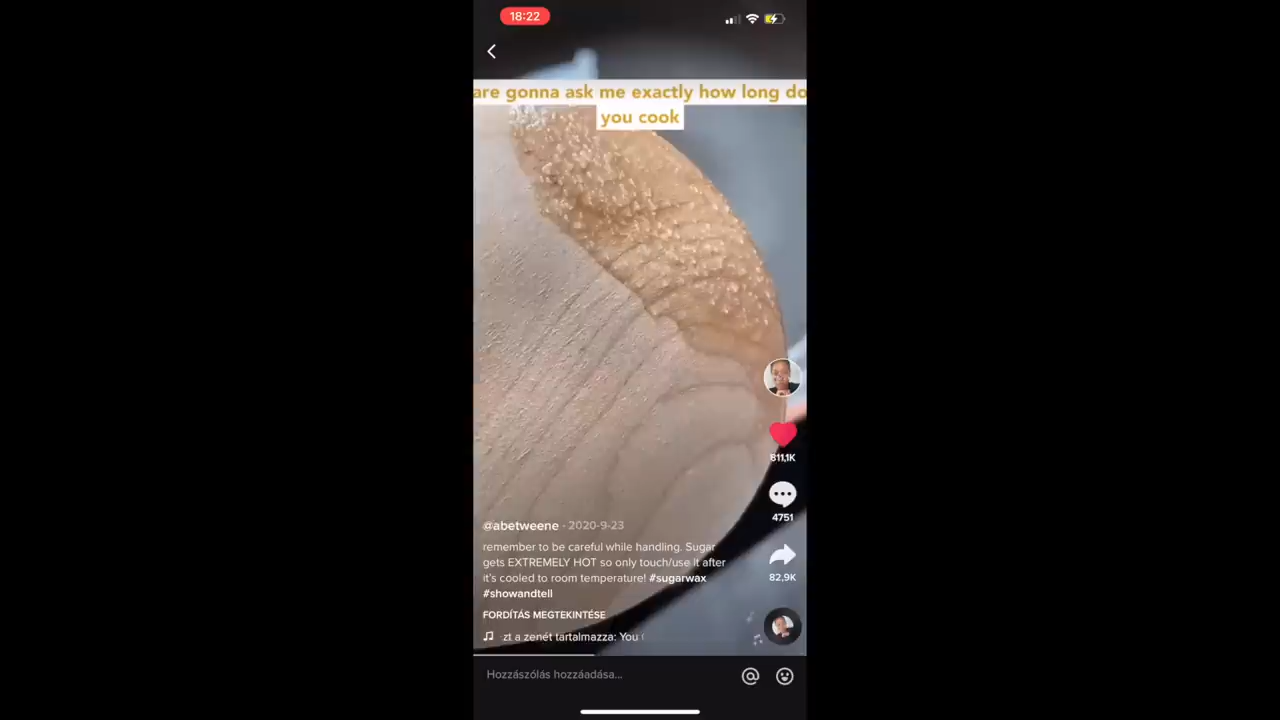 18:22
are gonna ask me exactly how long do
you cook
811,1K
4751
82,9K
@abetweene · 2020-9-23
remember to be careful while handling. Sugar
gets EXTREMELY HOT so only touch/use it after
it's cooled to room temperature! #sugarwax
#showandtell
FORDÍTÁS MEGTEKINTÉSE
zt a zenét tartalmazza: You
Hozzászólás hozzáadása...